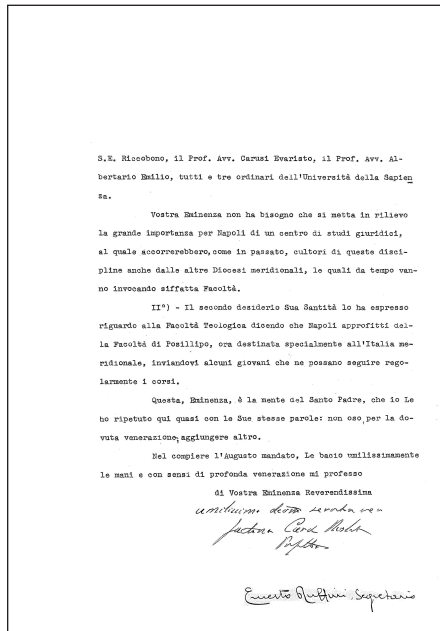 S.E. Riccobono, il Prof. Avv. Carusi Evaristo, il Prof. Avv. Al-
bertario Emilio, tutti e tre ordinari dell'Università della Sapien
za.
Vostra Eminenza non ha bisogno che si metta in rilievo
la grande importanza per Napoli di un centro di studi giuridici,
al quale accorrerebbero, come in passato, cultori di queste disci-
pline anche dalle altre Diocesi meridionali, le quali da tempo van-
no invocando siffatta Facoltà.
II°) - Il secondo desiderio Sua Santità lo ha espresso
riguardo alla Facoltà Teologica dicendo che Napoli approfitti del-
la Facoltà di Posillipo, ora destinata specialmente all'Italia me-
ridionale, inviandovi alcuni giovani che ne possano seguire rego-
larmente i corsi.
Questa, Eminenza, è la mente del Santo Padre, che io Le
ho ripetuto qui quasi con le Sue stesse parole: non oso per la do-
vuta venerazione, aggiungere altro.
Nel compiere l'Augusto mandato, Le bacio umilissimamente
le mani e con sensi di profonda venerazione mi professo
di Vostra Eminenza Reverendissima
Card
Ernesto Ruffini, Segretario